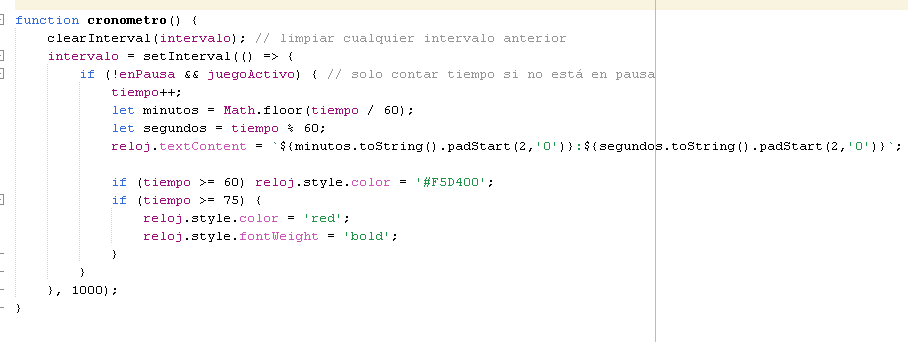 function cronometro() {
clearInterval(intervalo); // limpiar cualquier intervalo anterior
intervalo = setInterval(() => {
if (!enPausa && juegoActivo) { // solo contar tiempo si no está en pausa
tiempo++;
let minutos = Math.floor(tiempo / 60);
let segundos = tiempo % 60;
reloj.textContent = `${minutos.toString().padStart(2,'0')}:${segundos.toString().padStart(2,'0')}`;
if (tiempo >= 60) reloj.style.color = '#F5D400';
if (tiempo >= 75) {
reloj.style.color = 'red';
reloj.style.fontWeight = 'bold';
}
}
}, 1000);
}